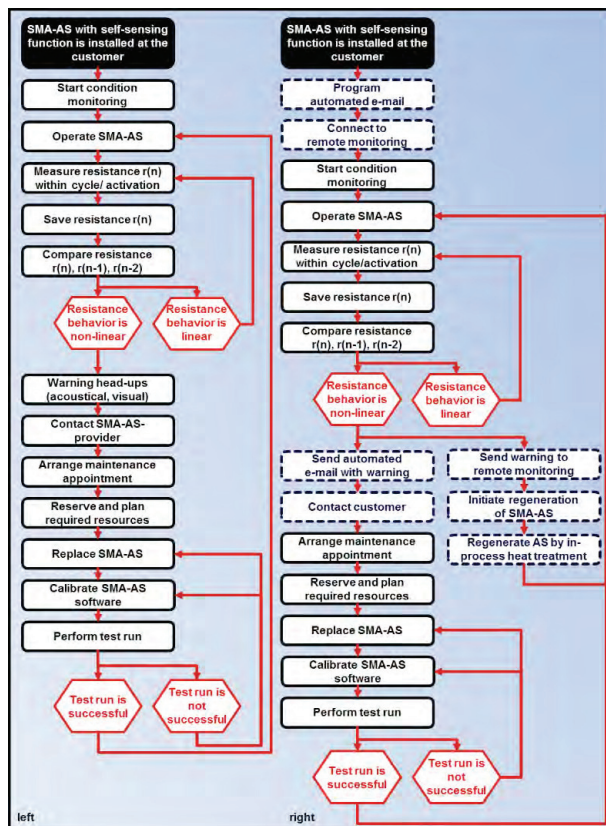 SMA-AS with self-sensing
function is installed at the
customer
Start condition
monitoring
Operate SMA-AS
Measure resistance r(n)
within cycle/ activation
Save resistance r(n)
Compare resistance
r(n), r(n-1), r(n-2)
Resistance
behavior is
non-linear
Resistance
behavior is
linear
Warning head-ups
(acoustical, visual)
Contact SMA-AS-
provider
Arrange maintenance
appointment
Reserve and plan
required resources
Replace SMA-AS
Calibrate SMA-AS
software
Perform test run
Test run is
successful
Test run is
not
successful
left
SMA-AS with self-sensing
function is installed at the
customer
Program
automated e-mail
Connect to
remote monitoring
Start condition
monitoring
Operate SMA-AS
Measure resistance r(n)
within cycle/activation
Save resistance r(n)
Compare resistance
r(n), r(n-1), r(n-2)
Resistance
behavior is
non-linear
Resistance
behavior is
linear
Send automated
e-mail with warning
Contact customer
Arrange maintenance
appointment
Reserve and plan
required resources
Replace SMA-AS
Calibrate SMA-AS
software
Perform test run
Test run is
successful
Test run is
not successful
Send warning to
remote monitoring
Initiate regeneration
of SMA-AS
Regenerate AS by in-
process heat treatment
right